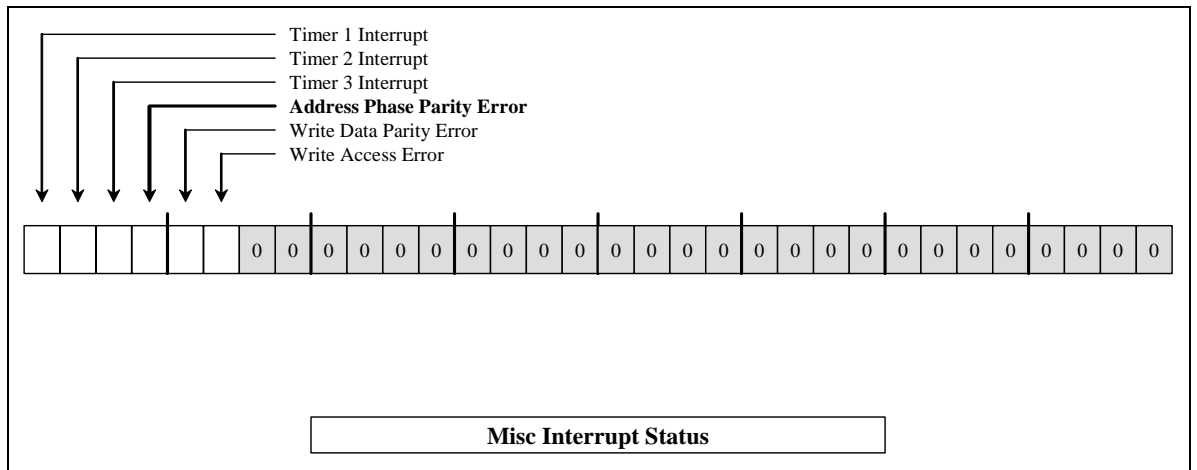 Timer 1 Interrupt
Timer 2 Interrupt
Timer 3 Interrupt
Address Phase Parity Error
Write Data Parity Error
Write Access Error
0 0 0 0 0 0 0 0 0 0 0 0 0 0 0 0 0 0 0 0 0 0 0 0 0 0
Misc Interrupt Status